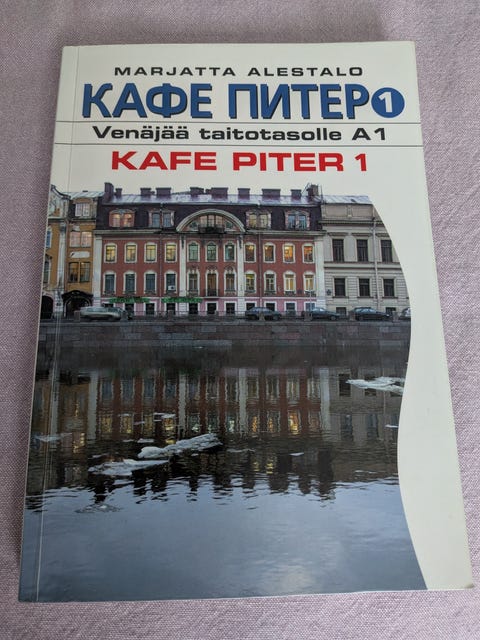 MARJATTA ALESTALO
КАФЕ ПИТЕР 1
Venäjää taitotasolle A1
KAFE PITER 1